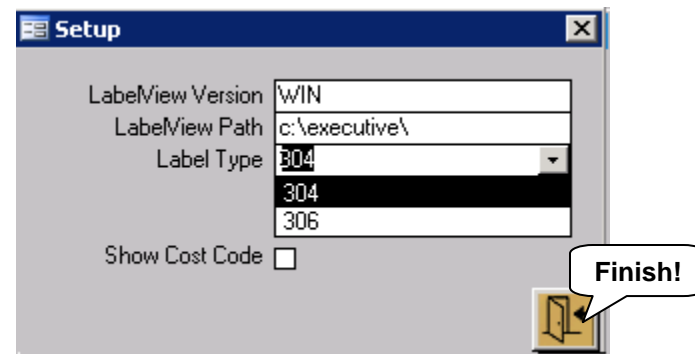 Setup
LabelView Version WIN
LabelView Path c:\executive\
Label Type 304
304
306
Show Cost Code
Finish!